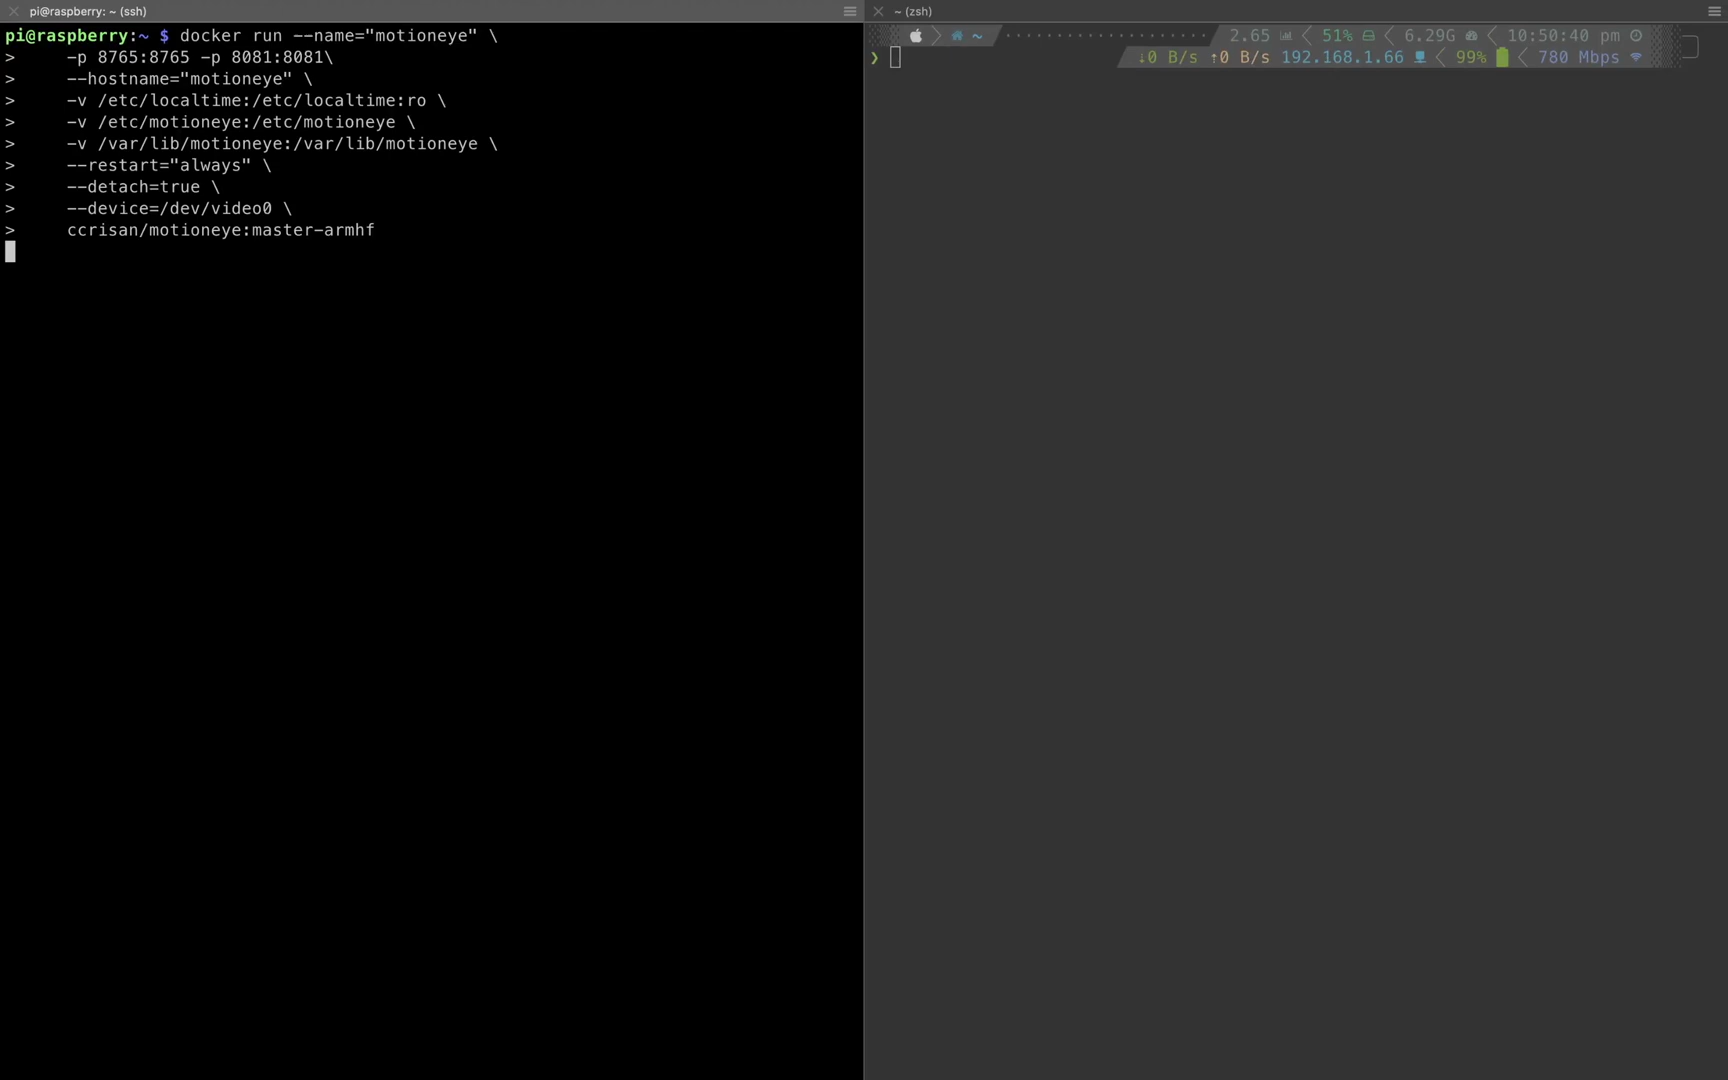 pi@raspberry: ~ (ssh)
pi@raspberry:~ $ docker run --name="motioneye" \
>     -p 8765:8765 -p 8081:8081\
>     --hostname="motioneye" \
>     -v /etc/localtime:/etc/localtime:ro \
>     -v /etc/motioneye:/etc/motioneye \
>     -v /var/lib/motioneye:/var/lib/motioneye \
>     --restart="always" \
>     --detach=true \
>     --device=/dev/video0 \
>     ccrisan/motioneye:master-armhf
~ (zsh)
~ 2.65 51% 6.29G 10:50:40 pm
❯ ↓0 B/s ↑0 B/s 192.168.1.66 99% 780 Mbps